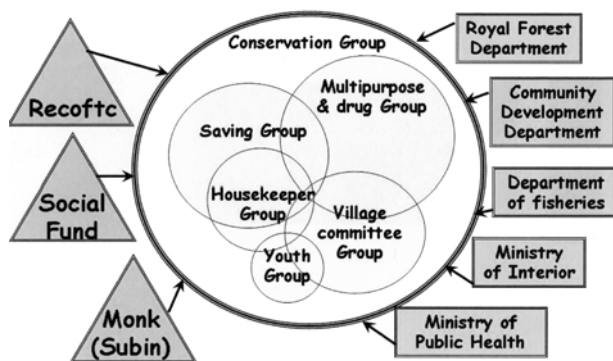 Conservation Group
Royal Forest
Department
Multipurpose
& drug Group
Recoftc
Saving Group
Community
Development
Department
Housekeeper
Group
Social
Fund
Village
committee
Group
Department
of fisheries
Youth
Group
Ministry
of Interior
Monk
(Subin)
Ministry of
Public Health